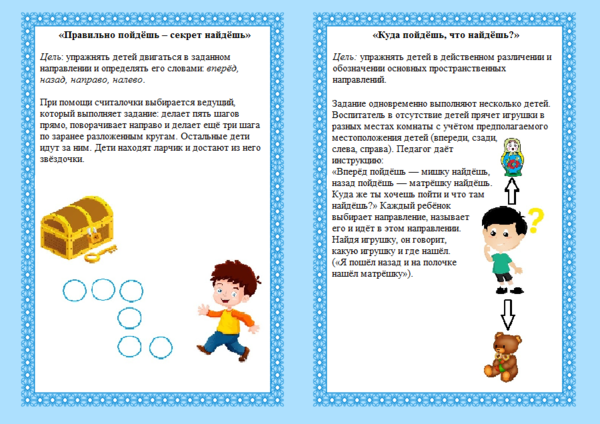 «Правильно пойдёшь – секрет найдёшь»
Цель: упражнять детей двигаться в заданном
направлении и определять его словами: вперёд,
назад, направо, налево.
При помощи считалочки выбирается ведущий,
который выполняет задание: делает пять шагов
прямо, поворачивает направо и делает ещё три шага
по заранее разложенным кругам. Остальные дети
идут за ним. Дети находят ларчик и достают из него
звёздочки.
«Куда пойдёшь, что найдёшь?»
Цель: упражнять детей в действенном различении и
обозначении основных пространственных
направлений.
Задание одновременно выполняют несколько детей.
Воспитатель в отсутствие детей прячет игрушки в
разных местах комнаты с учётом предполагаемого
местоположения детей (впереди, сзади,
слева, справа). Педагог даёт
инструкцию:
«Вперёд пойдёшь — мишку найдёшь,
назад пойдёшь — матрёшку найдёшь.
Куда же ты хочешь пойти и что там
найдёшь?» Каждый ребёнок
выбирает направление, называет
его и идёт в этом направлении.
Найдя игрушку, он говорит,
какую игрушку и где нашёл.
(«Я пошёл назад и на полочке
нашёл матрёшку»).
?